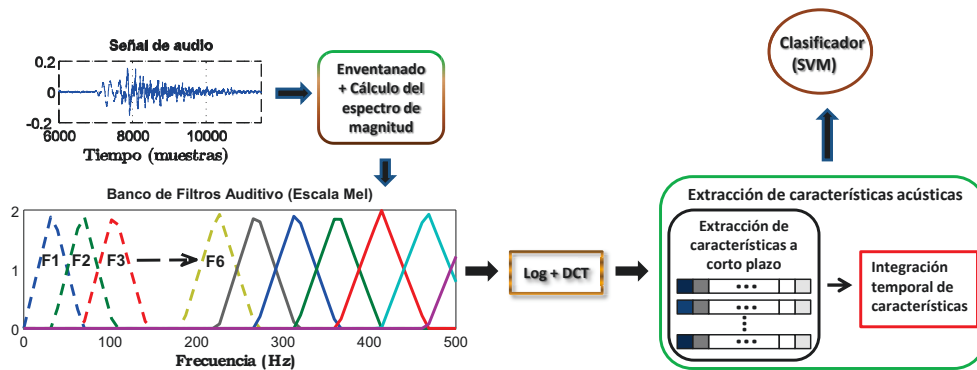 Señal de audio
0.2
0
-0.2
6000 8000 10000
Tiempo (muestras)
Enventanado
+ Cálculo del
espectro de
magnitud
Clasificador
(SVM)
Banco de Filtros Auditivo (Escala Mel)
2
1
0
F1 F2 F3 F6
0 100 200 300 400 500
Frecuencia (Hz)
Log + DCT
Extracción de características acústicas
Extracción de
características a
corto plazo
Integración
temporal de
características